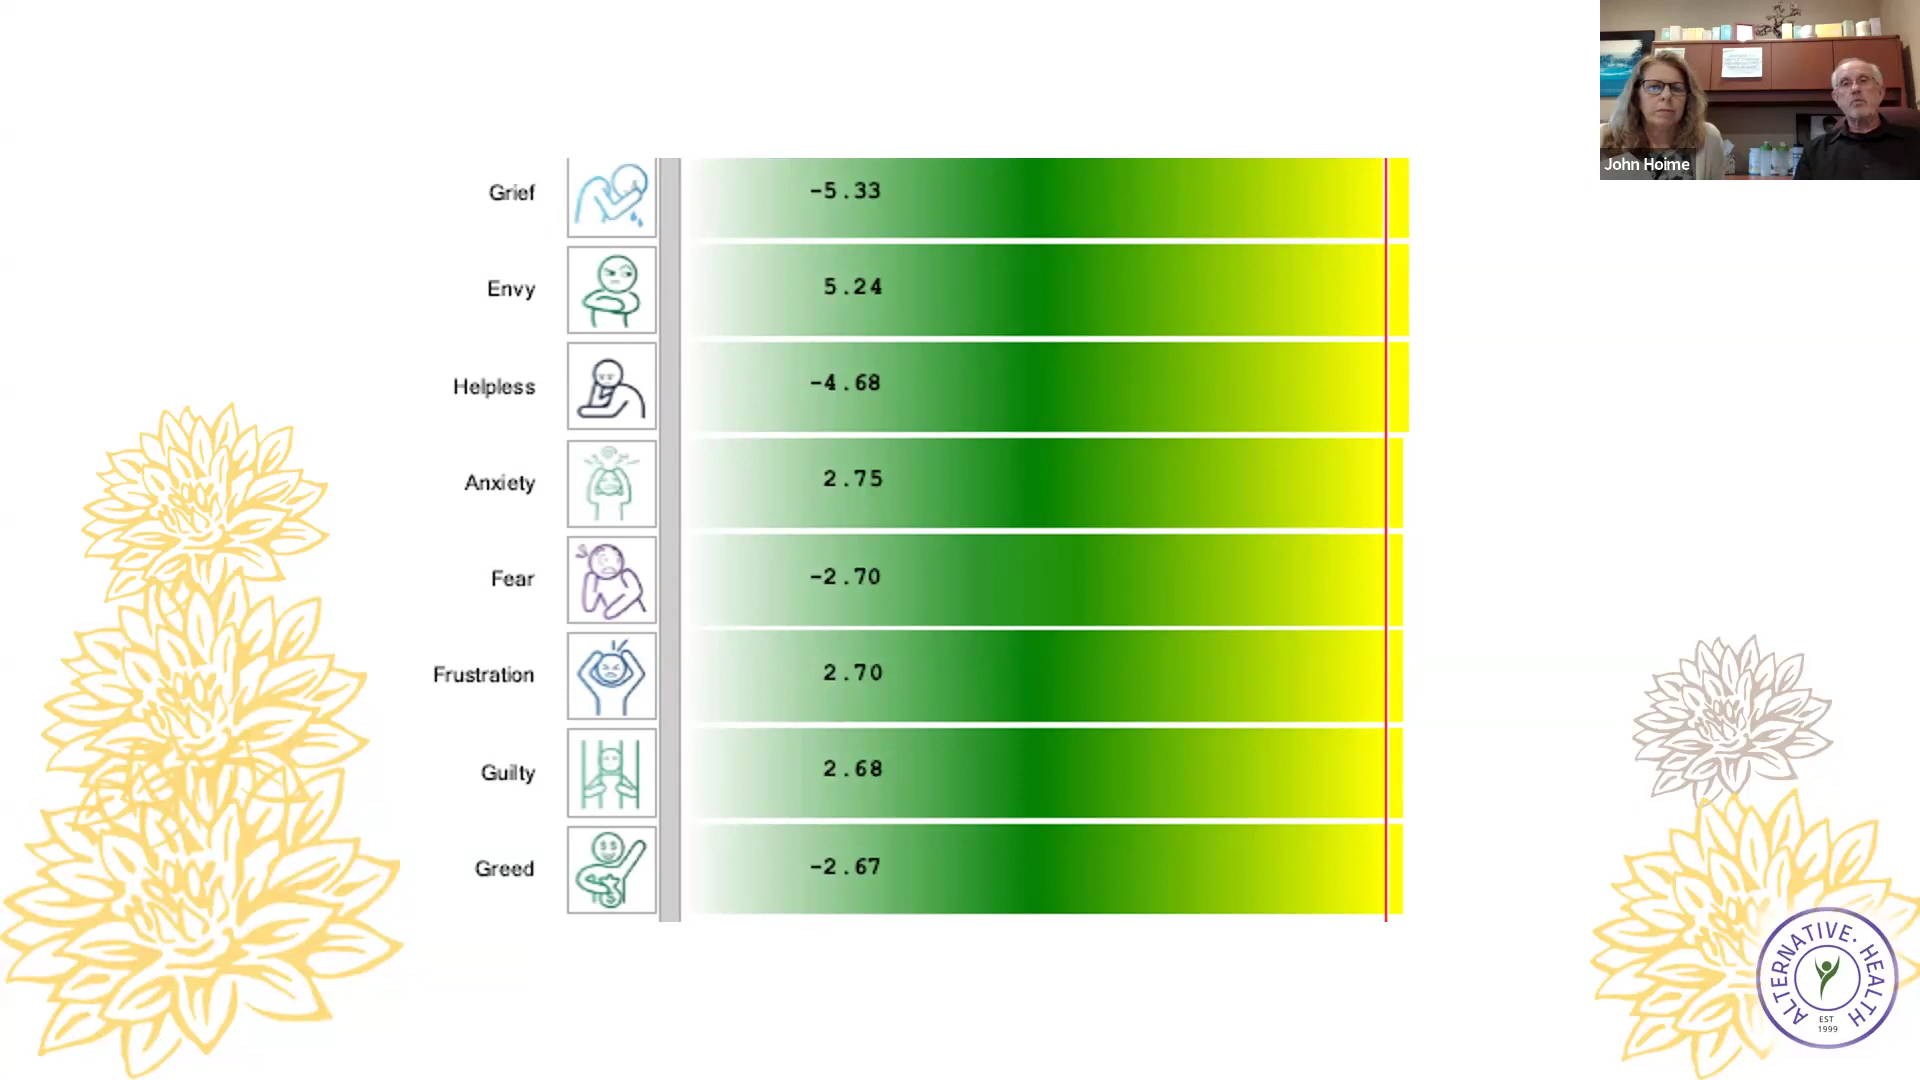 John Hoime
Grief -5.33
Envy 5.24
Helpless -4.68
Anxiety 2.75
Fear -2.70
Frustration 2.70
Guilty 2.68
Greed -2.67
ALTERNATIVE · HEALTH
EST
1999